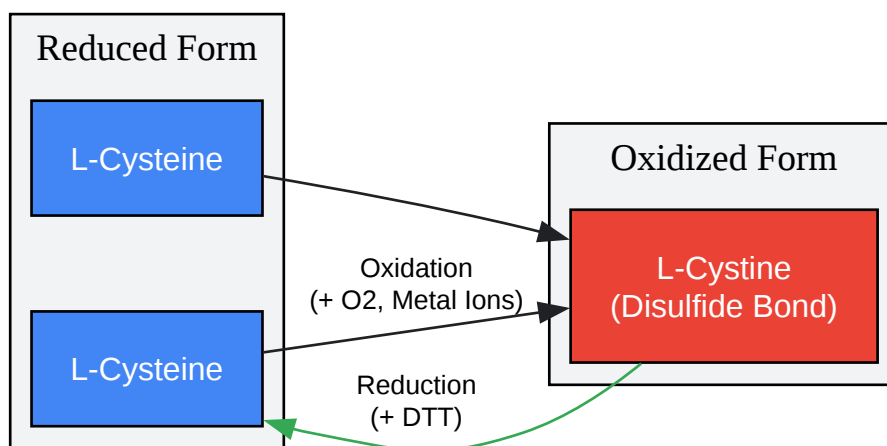 Reduced Form
L-Cysteine
L-Cysteine
Oxidation
(+ O2, Metal Ions)
Reduction
(+ DTT)
Oxidized Form
L-Cystine
(Disulfide Bond)